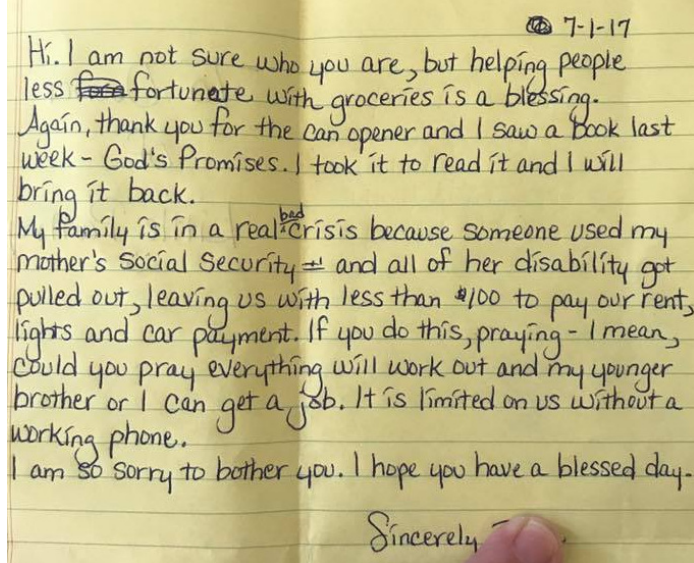 7-1-17
Hi. I am not sure who you are, but helping people
less fortunate with groceries is a blessing.
Again, thank you for the can opener and I saw a book last
week - God's Promises. I took it to read it and I will
bring it back.
My family is in a real bad crisis because someone used my
mother's Social Security # and all of her disability got
pulled out, leaving us with less than $100 to pay our rent,
lights and car payment. If you do this, praying - I mean,
could you pray everything will work out and my younger
brother or I can get a job. It is limited on us without a
working phone.
I am so sorry to bother you. I hope you have a blessed day.
Sincerely